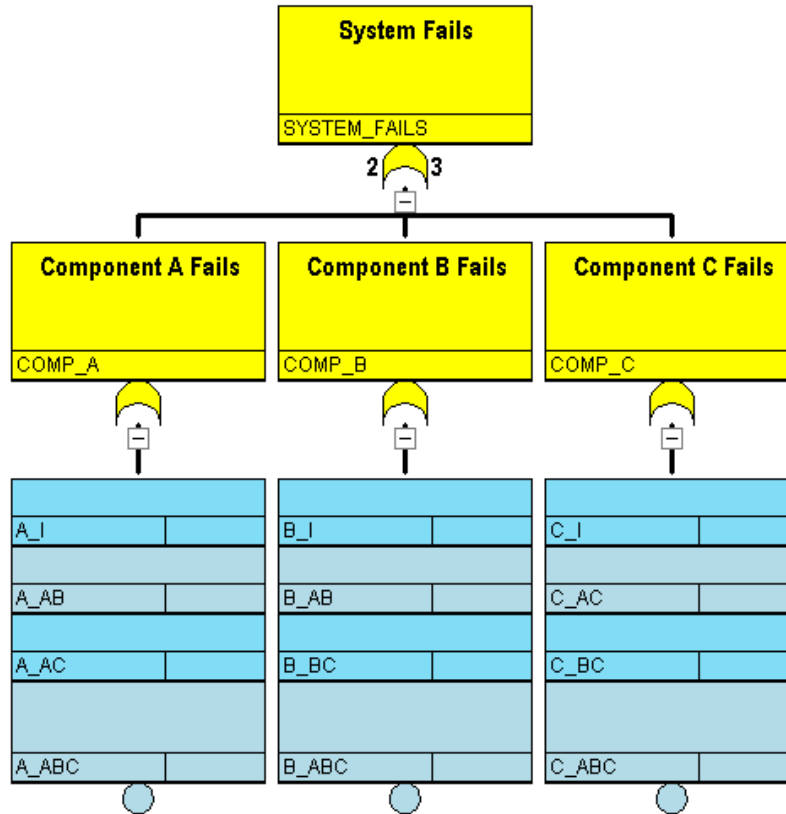 System Fails
SYSTEM_FAILS
2 3
Component A Fails
COMP_A
Component B Fails
COMP_B
Component C Fails
COMP_C
A_I
A_AB
A_AC
A_ABC
B_I
B_AB
B_BC
B_ABC
C_I
C_AC
C_BC
C_ABC